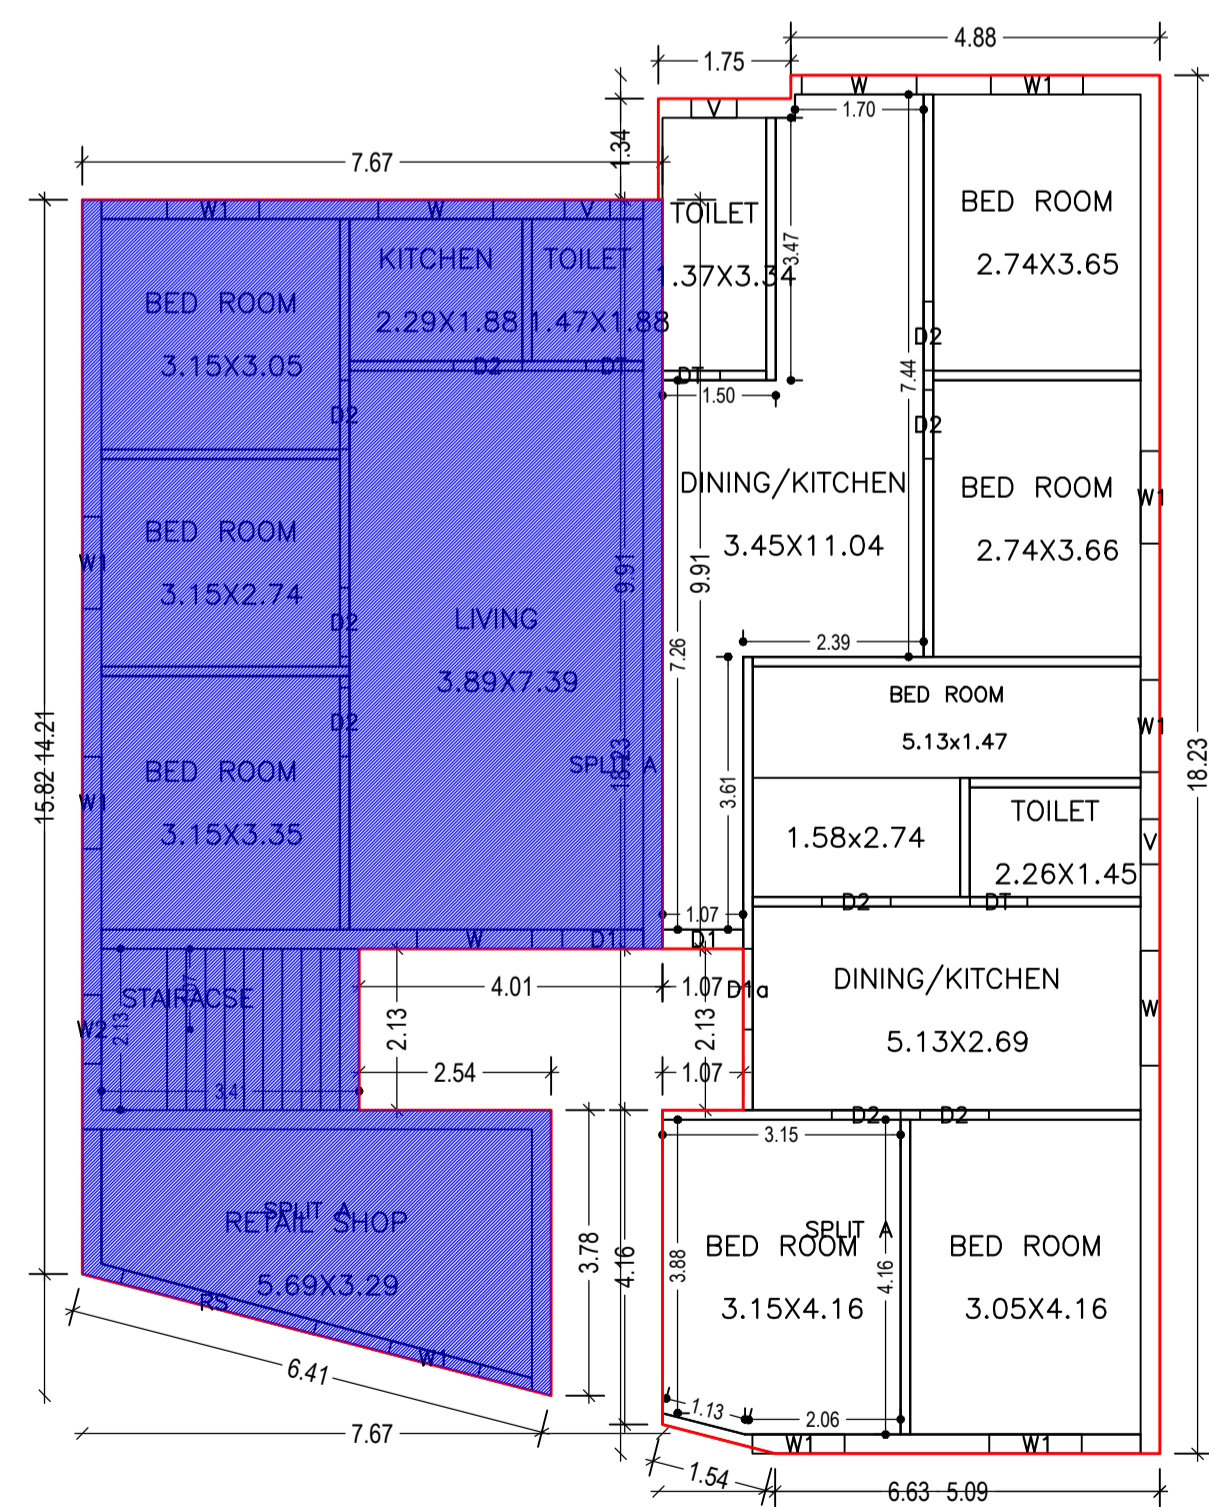 4.88
1.75
W
W1
V
1.70
1.34
7.67
W1
W
V
TOILET
BED ROOM
2.74X3.65
KITCHEN
TOILET
3.47
1.37X3.34
BED ROOM
2.29X1.88
1.47X1.88
3.15X3.05
D2
D2
DT
DT
7.44
1.50
D2
D2
DINING/KITCHEN
BED ROOM
W1
3.45X11.04
2.74X3.66
BED ROOM
W1
9.91
9.91
3.15X2.74
LIVING
D2
2.39
7.26
3.89X7.39
BED ROOM
D2
5.13x1.47
W1
15.82
14.21
18.23
18.23
SPLIT A
BED ROOM
3.61
W1
TOILET
3.15X3.35
1.58x2.74
V
2.26X1.45
D2
DT
1.07
W
D1
D1
4.01
1.07
D1a
DINING/KITCHEN
STAIRACSE
W
W2
2.13
2.13
2.13
5.13X2.69
2.54
1.07
3.41
D2
D2
3.15
SPLIT A
RETAIL SHOP
SPLIT A
3.78
4.16
3.88
4.16
BED ROOM
BED ROOM
5.69X3.29
3.15X4.16
3.05X4.16
RS
W1
6.41
1.13
2.06
7.67
W1
W1
1.54
6.63
5.09